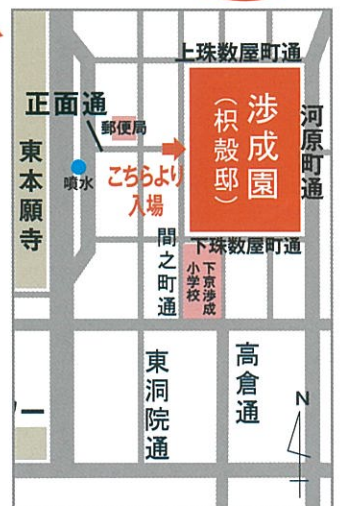 上珠数屋町通
正面通
郵便局
渉成園
(枳殻邸)
河原町通
東本願寺
噴水
こちらより
入場
下珠数屋町通
間之町通
下京渉成
小学校
東洞院通
高倉通
N
ー